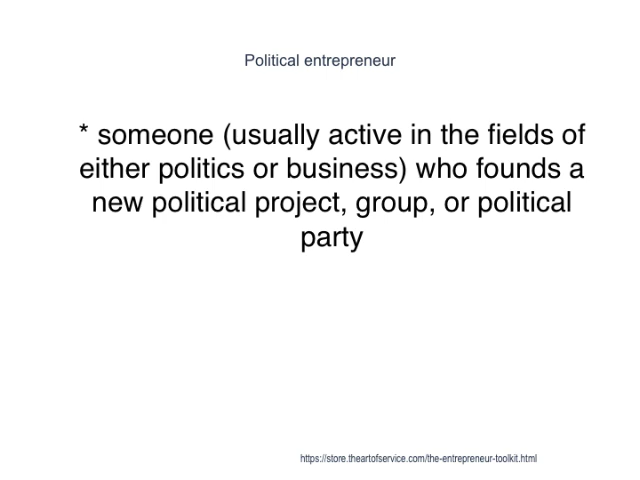 Political entrepreneur
* someone (usually active in the fields of
either politics or business) who founds a
new political project, group, or political
party
https://store.theartofservice.com/the-entrepreneur-toolkit.html